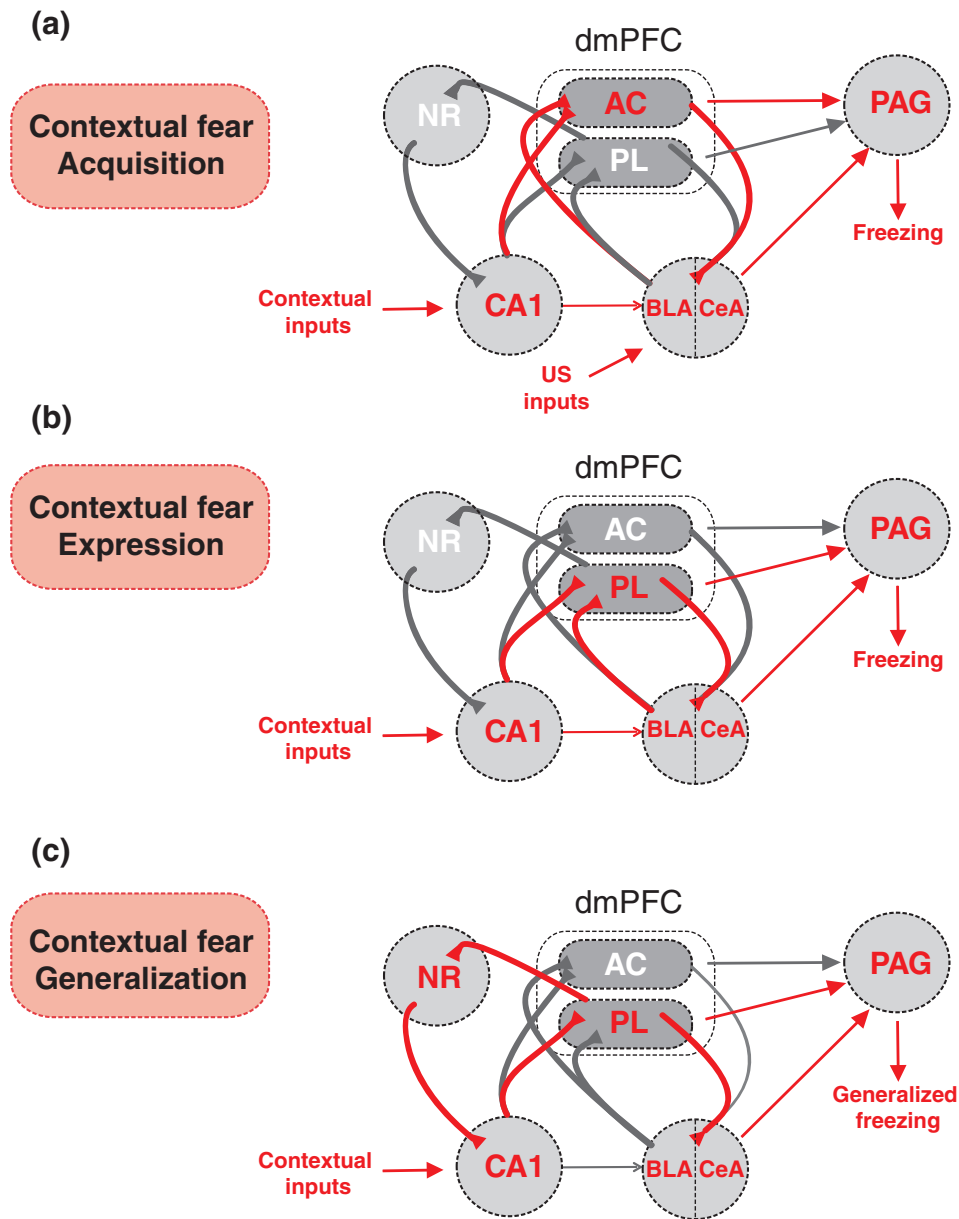 (a)
dmPFC
Contextual fear
Acquisition
NR
AC
PL
PAG
Freezing
Contextual
inputs
CA1
BLA
CeA
US
inputs
(b)
dmPFC
Contextual fear
Expression
NR
AC
PL
PAG
Freezing
Contextual
inputs
CA1
BLA
CeA
(c)
dmPFC
Contextual fear
Generalization
NR
AC
PL
PAG
Generalized
freezing
Contextual
inputs
CA1
BLA
CeA